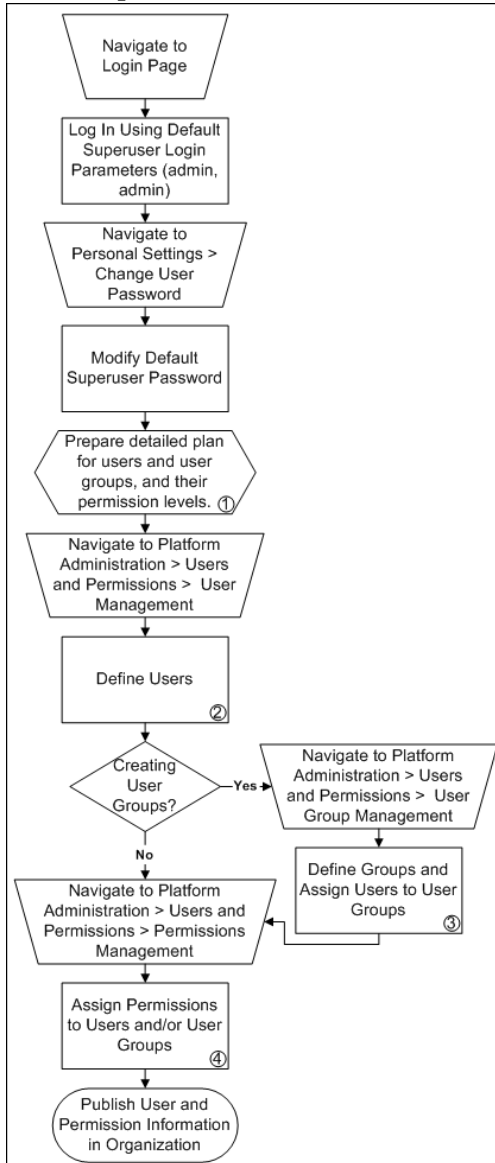 Navigate to
Login Page
Log In Using Default
Superuser Login
Parameters (admin,
admin)
Navigate to
Personal Settings >
Change User
Password
Modify Default
Superuser Password
Prepare detailed plan
for users and user
groups, and their
permission levels.
①
Navigate to Platform
Administration > Users
and Permissions > User
Management
Define Users
②
Creating
User
Groups?
Yes
Navigate to Platform
Administration > Users
and Permissions > User
Group Management
Define Groups and
Assign Users to User
Groups
③
No
Navigate to Platform
Administration > Users and
Permissions > Permissions
Management
Assign Permissions
to Users and/or User
Groups
④
Publish User and
Permission Information
in Organization